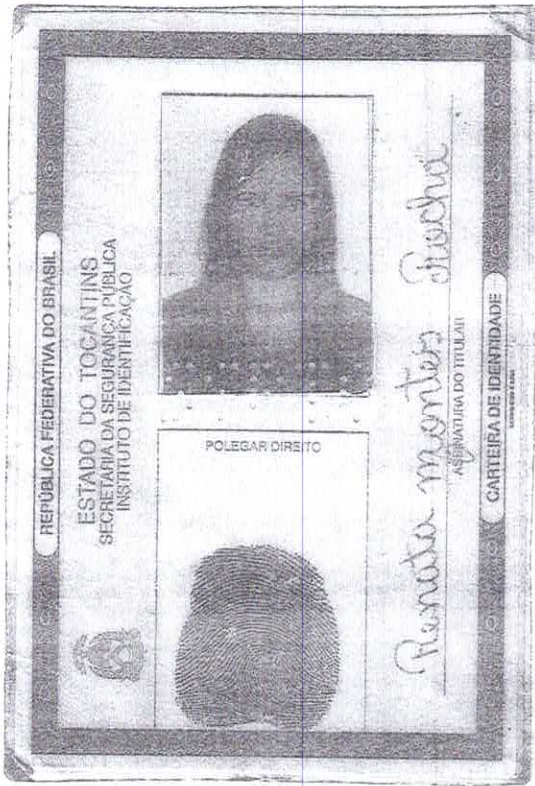 REPÚBLICA FEDERATIVA DO BRASIL
ESTADO DO TOCANTINS
SECRETARIA DA SEGURANÇA PÚBLICA
INSTITUTO DE IDENTIFICAÇÃO
POLEGAR DIREITO
Renata montes Rocha
ASSINATURA DO TITULAR
CARTEIRA DE IDENTIDADE